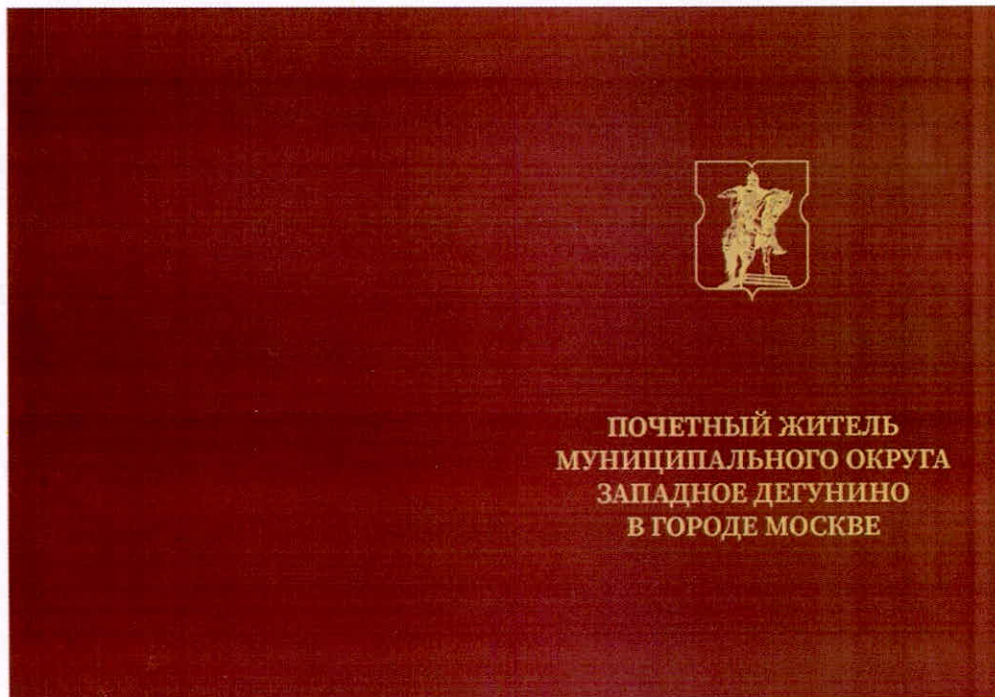 ПОЧЕТНЫЙ ЖИТЕЛЬ
МУНИЦИПАЛЬНОГО ОКРУГА
ЗАПАДНОЕ ДЕГУНИНО
В ГОРОДЕ МОСКВЕ